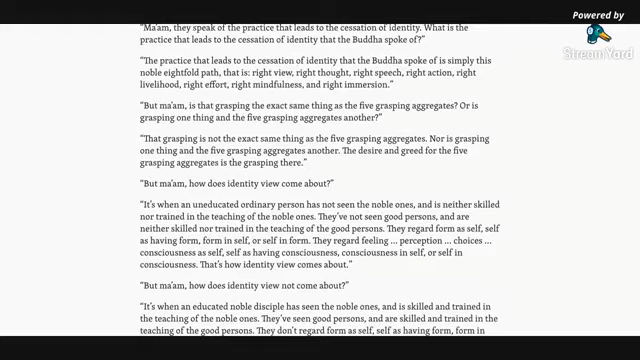 Powered by
StreamYard
“Ma'am, they speak of the practice that leads to the cessation of identity. What is the
practice that leads to the cessation of identity that the Buddha spoke of?”
“The practice that leads to the cessation of identity that the Buddha spoke of is simply this
noble eightfold path, that is: right view, right thought, right speech, right action, right
livelihood, right effort, right mindfulness, and right immersion.”
“But ma'am, is that grasping the exact same thing as the five grasping aggregates? Or is
grasping one thing and the five grasping aggregates another?”
“That grasping is not the exact same thing as the five grasping aggregates. Nor is grasping
one thing and the five grasping aggregates another. The desire and greed for the five
grasping aggregates is the grasping there.”
“But ma'am, how does identity view come about?”
“It's when an uneducated ordinary person has not seen the noble ones, and is neither skilled
nor trained in the teaching of the noble ones. They've not seen good persons, and are
neither skilled nor trained in the teaching of the good persons. They regard form as self, self
as having form, form in self, or self in form. They regard feeling … perception … choices …
consciousness as self, self as having consciousness, consciousness in self, or self in
consciousness. That's how identity view comes about.”
“But ma'am, how does identity view not come about?”
“It's when an educated noble disciple has seen the noble ones, and is skilled and trained in
the teaching of the noble ones. They've seen good persons, and are skilled and trained in the
teaching of the good persons. They don't regard form as self, self as having form, form in